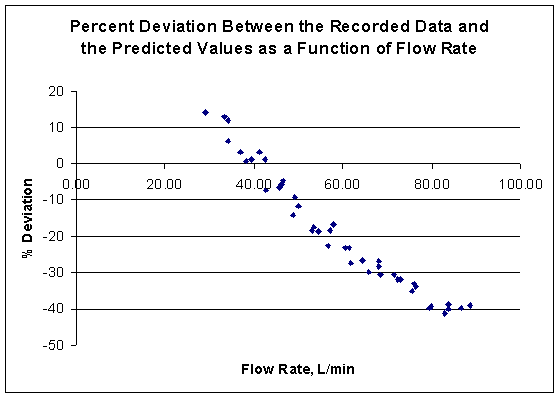 Percent Deviation Between the Recorded Data and
the Predicted Values as a Function of Flow Rate
20
10
0
0.00 20.00 40.00 60.00 80.00 100.00
-10
-20
-30
-40
-50
% Deviation
Flow Rate, L/min